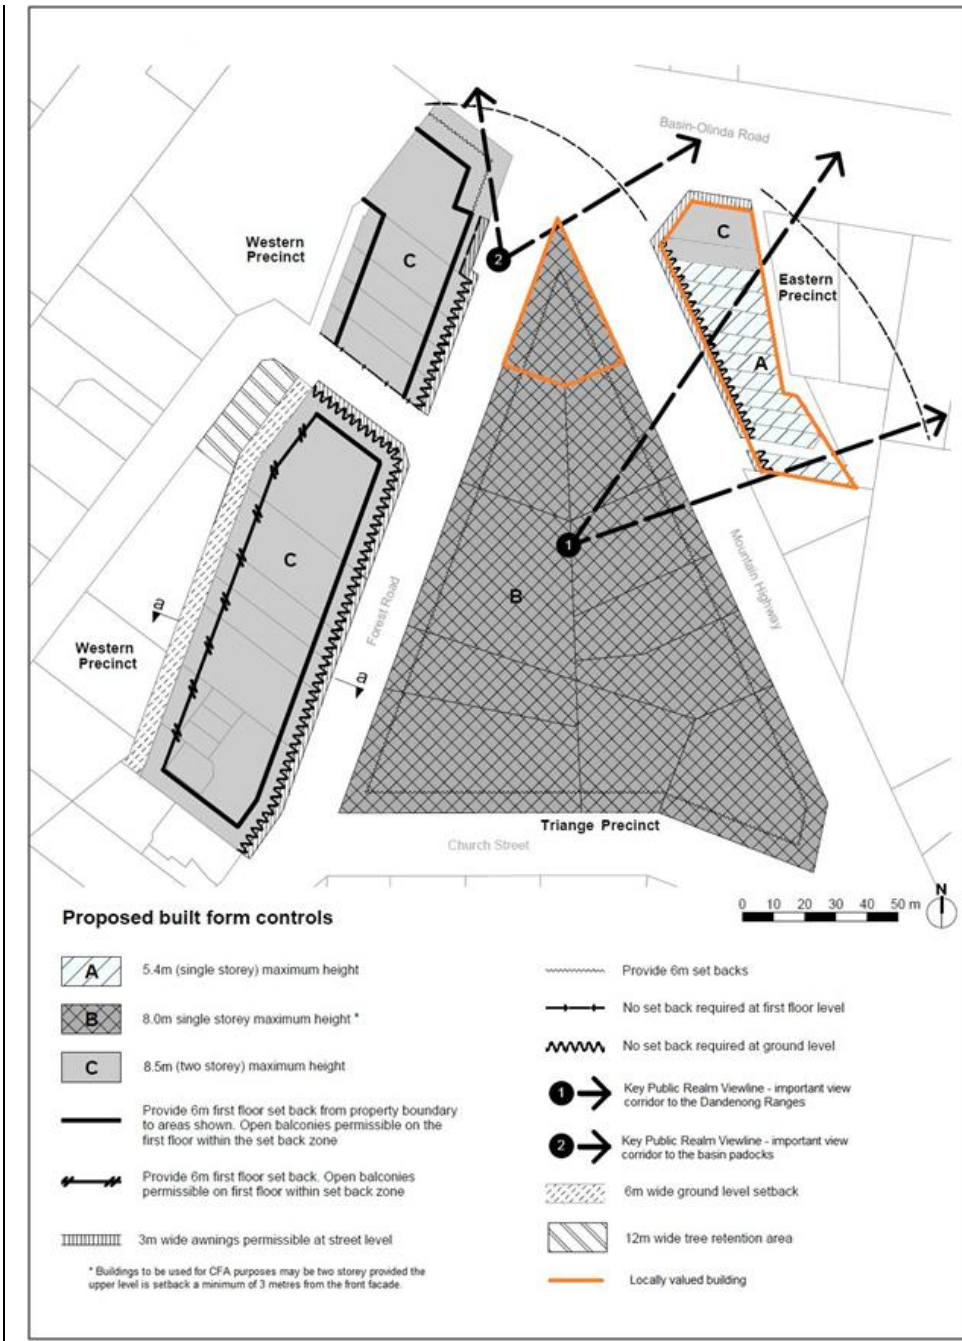 Basin-Olinda Road
Western
Precinct
C
2
C
Eastern
Precinct
A
C
1
B
a
Forest Road
Mountain Highway
Western
Precinct
a
Triange Precinct
Church Street
N
0 10 20 30 40 50 m
Proposed built form controls
A 5.4m (single storey) maximum height
B 8.0m single storey maximum height *
C 8.5m (two storey) maximum height
Provide 6m first floor set back from property boundary
to areas shown. Open balconies permissible on the
first floor within the set back zone
Provide 6m first floor set back. Open balconies
permissible on first floor within set back zone
3m wide awnings permissible at street level
* Buildings to be used for CFA purposes may be two storey provided the
upper level is setback a minimum of 3 metres from the front facade.
Provide 6m set backs
No set back required at first floor level
No set back required at ground level
1 Key Public Realm Viewline - important view
corridor to the Dandenong Ranges
2 Key Public Realm Viewline - important view
corridor to the basin padocks
6m wide ground level setback
12m wide tree retention area
Locally valued building